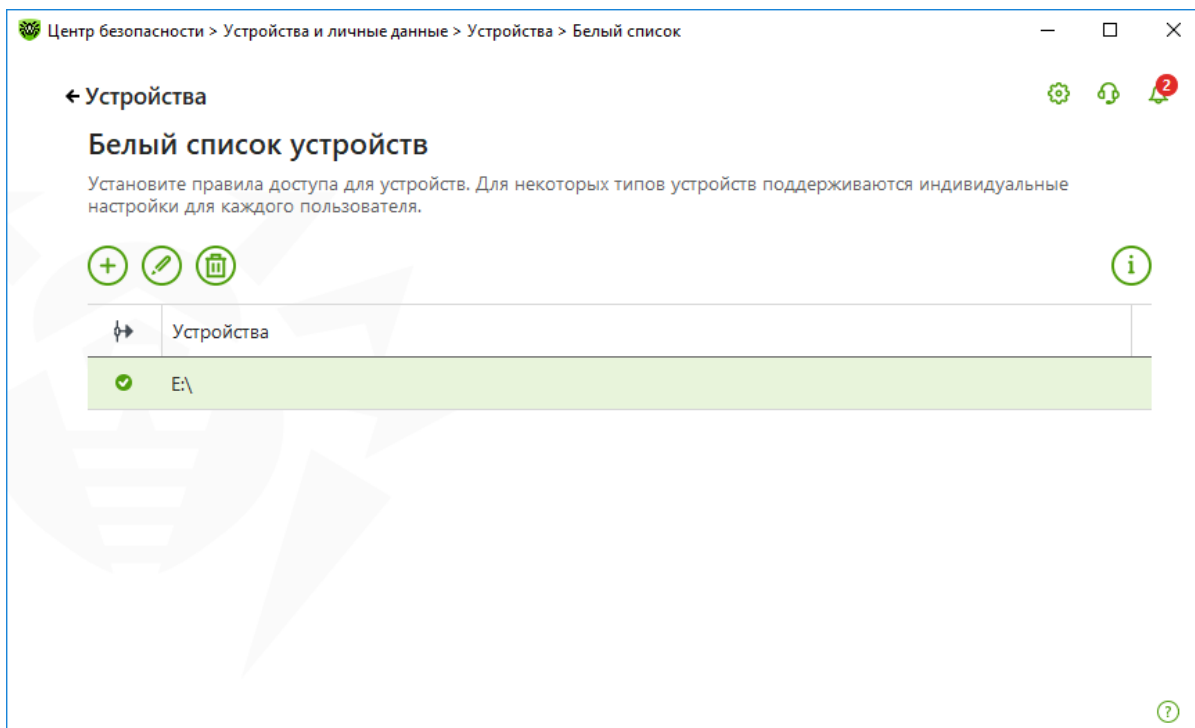 Центр безопасности > Устройства и личные данные > Устройства > Белый список
Устройства
2
Белый список устройств
Установите правила доступа для устройств. Для некоторых типов устройств поддерживаются индивидуальные
настройки для каждого пользователя.
i
Устройства
E:\
?